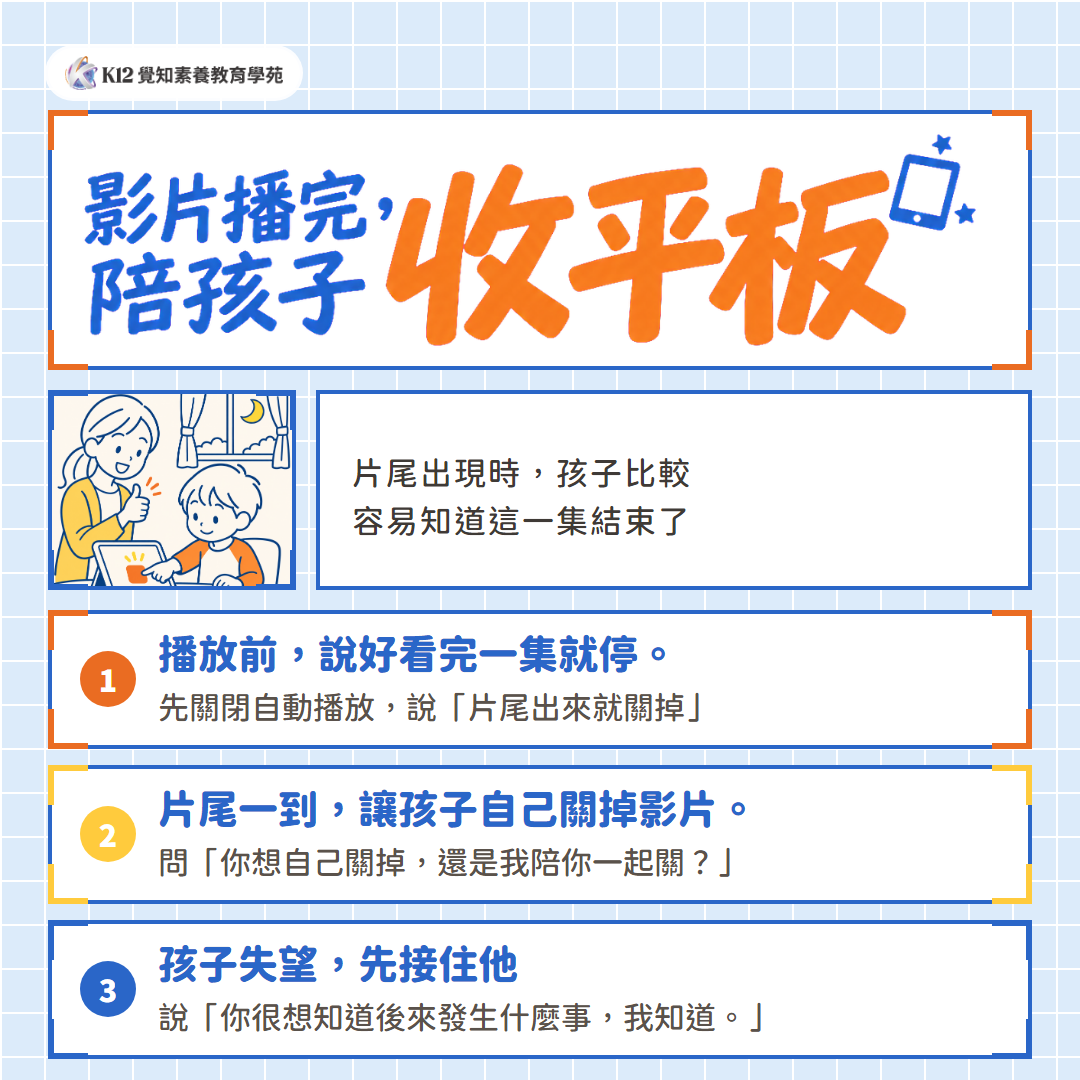 K12 覺知素養教育學苑
影片播完，
陪孩子
收平板
片尾出現時，孩子比較
容易知道這一集結束了
1
播放前，說好看完一集就停。
先關閉自動播放，說「片尾出來就關掉」
2
片尾一到，讓孩子自己關掉影片。
問「你想自己關掉，還是我陪你一起關？」
3
孩子失望，先接住他
說「你很想知道後來發生什麼事，我知道。」